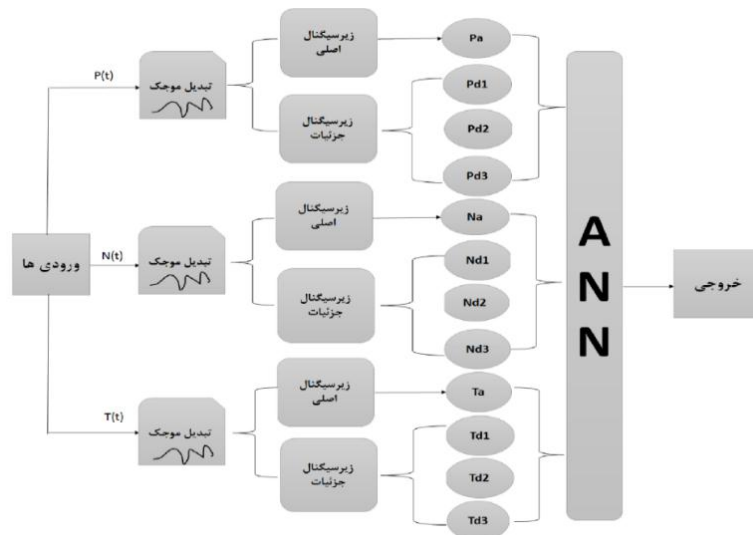 ورودی ها
P(t)
تبدیل موجک
زیرسیگنال
اصلی
زیرسیگنال
جزئیات
Pa
Pd1
Pd2
Pd3
N(t)
تبدیل موجک
زیرسیگنال
اصلی
زیرسیگنال
جزئیات
Na
Nd1
Nd2
Nd3
T(t)
تبدیل موجک
زیرسیگنال
اصلی
زیرسیگنال
جزئیات
Ta
Td1
Td2
Td3
A
N
N
خروجی